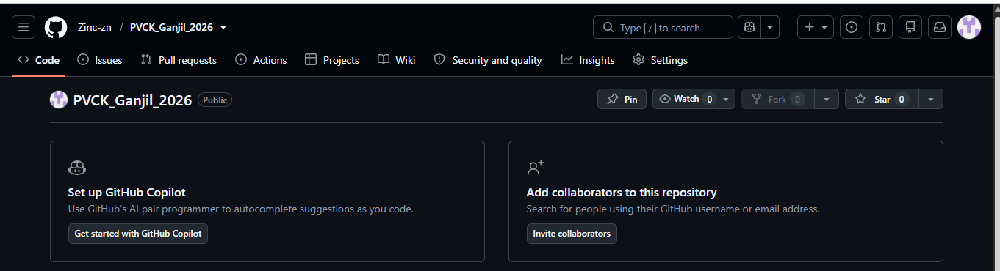 Zinc-zn / PVCK_Ganjil_2026 Type / to search
Code Issues Pull requests Actions Projects Wiki Security and quality Insights Settings
PVCK_Ganjil_2026 Public Pin Watch 0 Fork 0 Star 0
Set up GitHub Copilot
Use GitHub's AI pair programmer to autocomplete suggestions as you code.
Get started with GitHub Copilot
Add collaborators to this repository
Search for people using their GitHub username or email address.
Invite collaborators